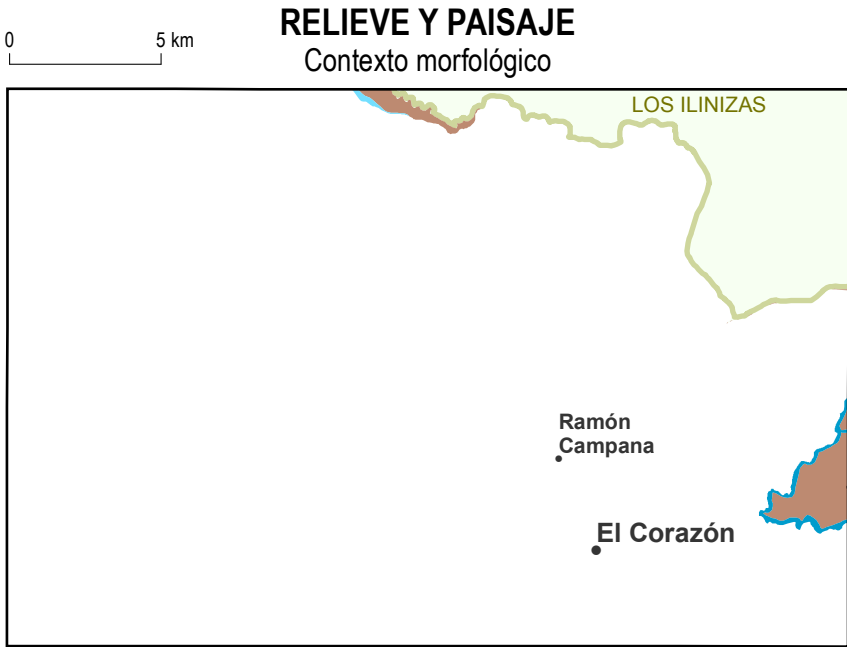 RELIEVE Y PAISAJE
Contexto morfológico
0 5 km
LOS ILINIZAS
Ramón
Campana
El Corazón